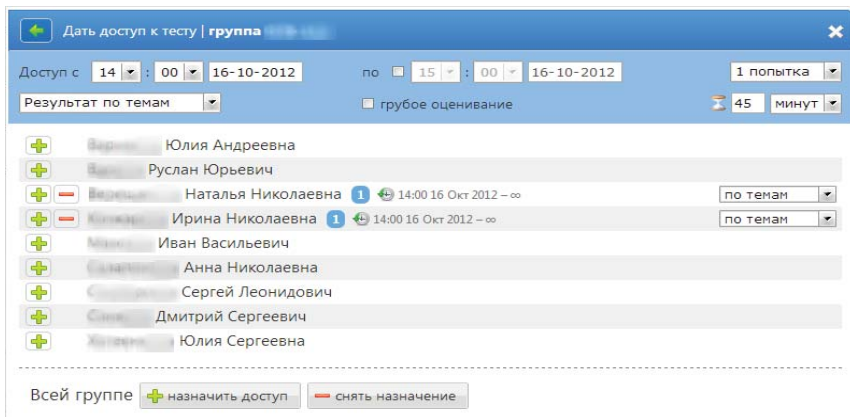 Дать доступ к тесту | группа
Доступ с 14 : 00 16-10-2012 по 15 : 00 16-10-2012 1 попытка
Результат по темам грубое оценивание 45 минут
Юлия Андреевна
Руслан Юрьевич
Наталья Николаевна 1 14:00 16 Окт 2012 – ∞ по темам
Ирина Николаевна 1 14:00 16 Окт 2012 – ∞ по темам
Иван Васильевич
Анна Николаевна
Сергей Леонидович
Дмитрий Сергеевич
Юлия Сергеевна
Всей группе назначить доступ снять назначение